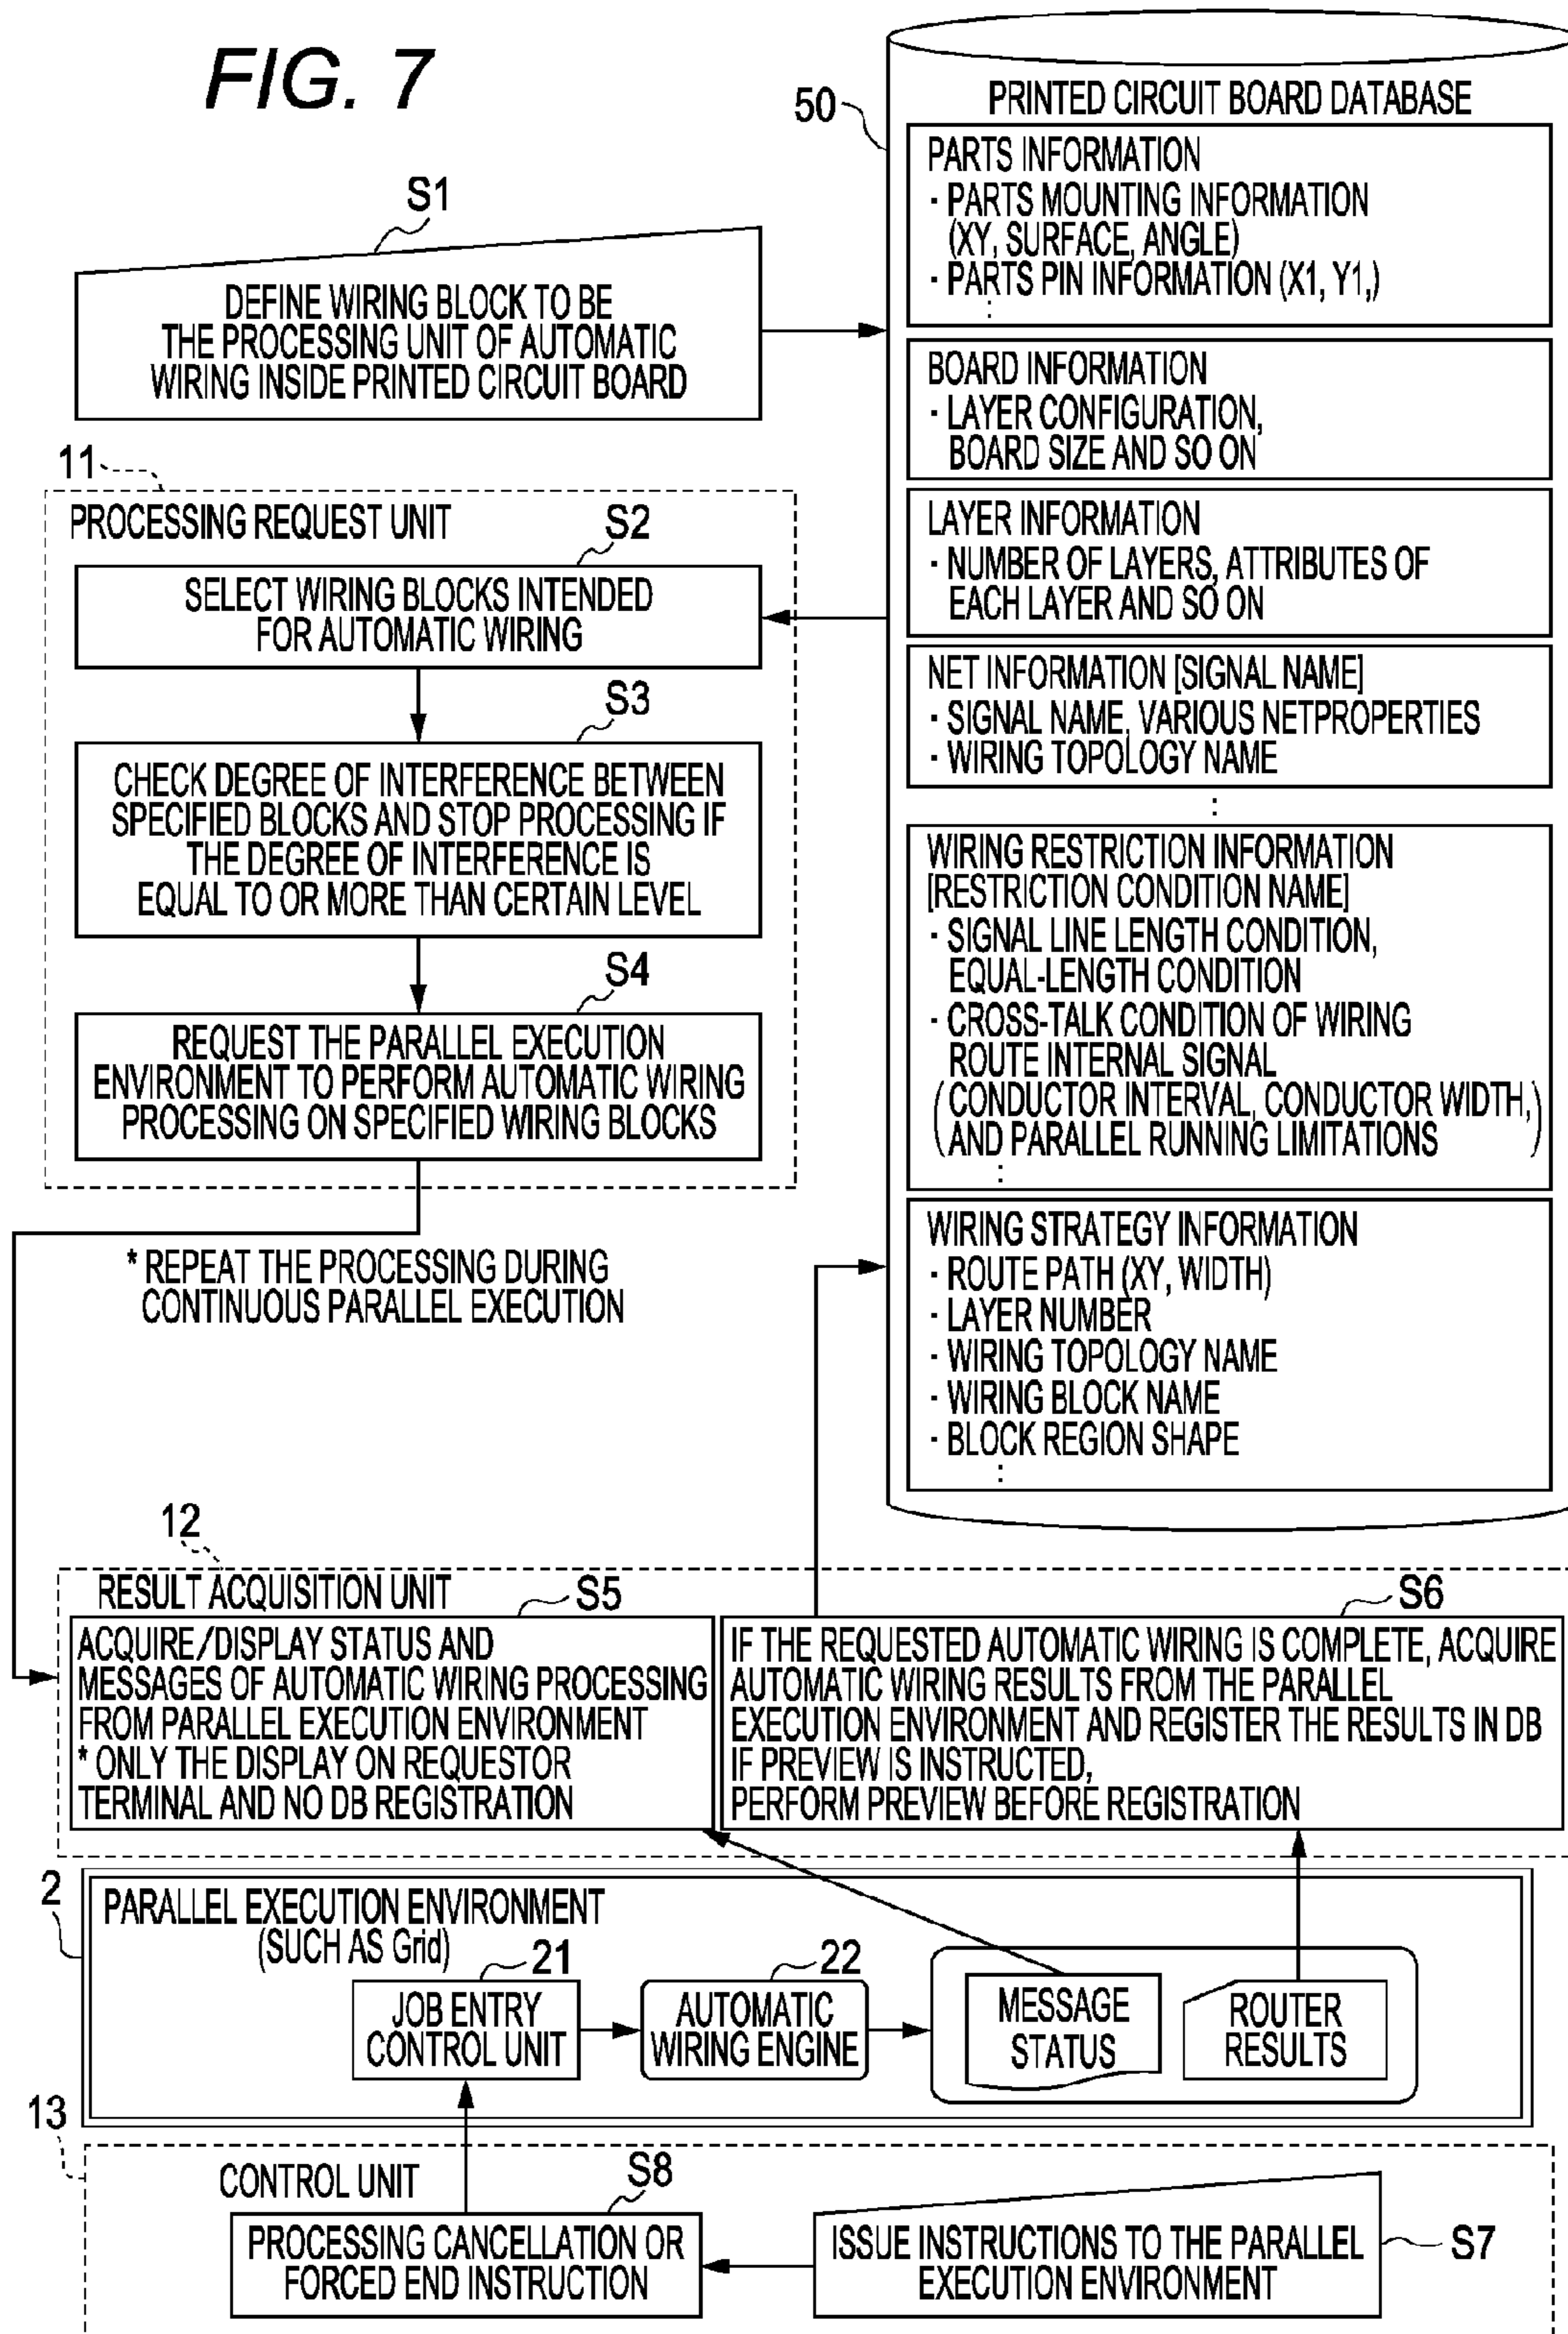 FIG. 7
S1
DEFINE WIRING BLOCK TO BE
THE PROCESSING UNIT OF AUTOMATIC
WIRING INSIDE PRINTED CIRCUIT BOARD
11
PROCESSING REQUEST UNIT
S2
SELECT WIRING BLOCKS INTENDED
FOR AUTOMATIC WIRING
S3
CHECK DEGREE OF INTERFERENCE BETWEEN
SPECIFIED BLOCKS AND STOP PROCESSING IF
THE DEGREE OF INTERFERENCE IS
EQUAL TO OR MORE THAN CERTAIN LEVEL
S4
REQUEST THE PARALLEL EXECUTION
ENVIRONMENT TO PERFORM AUTOMATIC WIRING
PROCESSING ON SPECIFIED WIRING BLOCKS
* REPEAT THE PROCESSING DURING
CONTINUOUS PARALLEL EXECUTION
50
PRINTED CIRCUIT BOARD DATABASE
PARTS INFORMATION
- PARTS MOUNTING INFORMATION
(XY, SURFACE, ANGLE)
- PARTS PIN INFORMATION (X1, Y1,)
:
BOARD INFORMATION
- LAYER CONFIGURATION,
BOARD SIZE AND SO ON
LAYER INFORMATION
- NUMBER OF LAYERS, ATTRIBUTES OF
EACH LAYER AND SO ON
NET INFORMATION [SIGNAL NAME]
- SIGNAL NAME, VARIOUS NETPROPERTIES
- WIRING TOPOLOGY NAME
:
WIRING RESTRICTION INFORMATION
[RESTRICTION CONDITION NAME]
- SIGNAL LINE LENGTH CONDITION,
EQUAL-LENGTH CONDITION
- CROSS-TALK CONDITION OF WIRING
ROUTE INTERNAL SIGNAL
(CONDUCTOR INTERVAL, CONDUCTOR WIDTH,
AND PARALLEL RUNNING LIMITATIONS)
:
WIRING STRATEGY INFORMATION
- ROUTE PATH (XY, WIDTH)
- LAYER NUMBER
- WIRING TOPOLOGY NAME
- WIRING BLOCK NAME
- BLOCK REGION SHAPE
:
12
RESULT ACQUISITION UNIT
S5
ACQUIRE/DISPLAY STATUS AND
MESSAGES OF AUTOMATIC WIRING PROCESSING
FROM PARALLEL EXECUTION ENVIRONMENT
* ONLY THE DISPLAY ON REQUESTOR
TERMINAL AND NO DB REGISTRATION
S6
IF THE REQUESTED AUTOMATIC WIRING IS COMPLETE, ACQUIRE
AUTOMATIC WIRING RESULTS FROM THE PARALLEL
EXECUTION ENVIRONMENT AND REGISTER THE RESULTS IN DB
IF PREVIEW IS INSTRUCTED,
PERFORM PREVIEW BEFORE REGISTRATION
2
PARALLEL EXECUTION ENVIRONMENT
(SUCH AS Grid)
21
JOB ENTRY
CONTROL UNIT
22
AUTOMATIC
WIRING ENGINE
MESSAGE
STATUS
ROUTER
RESULTS
13
CONTROL UNIT
S8
PROCESSING CANCELLATION OR
FORCED END INSTRUCTION
ISSUE INSTRUCTIONS TO THE PARALLEL
EXECUTION ENVIRONMENT
S7